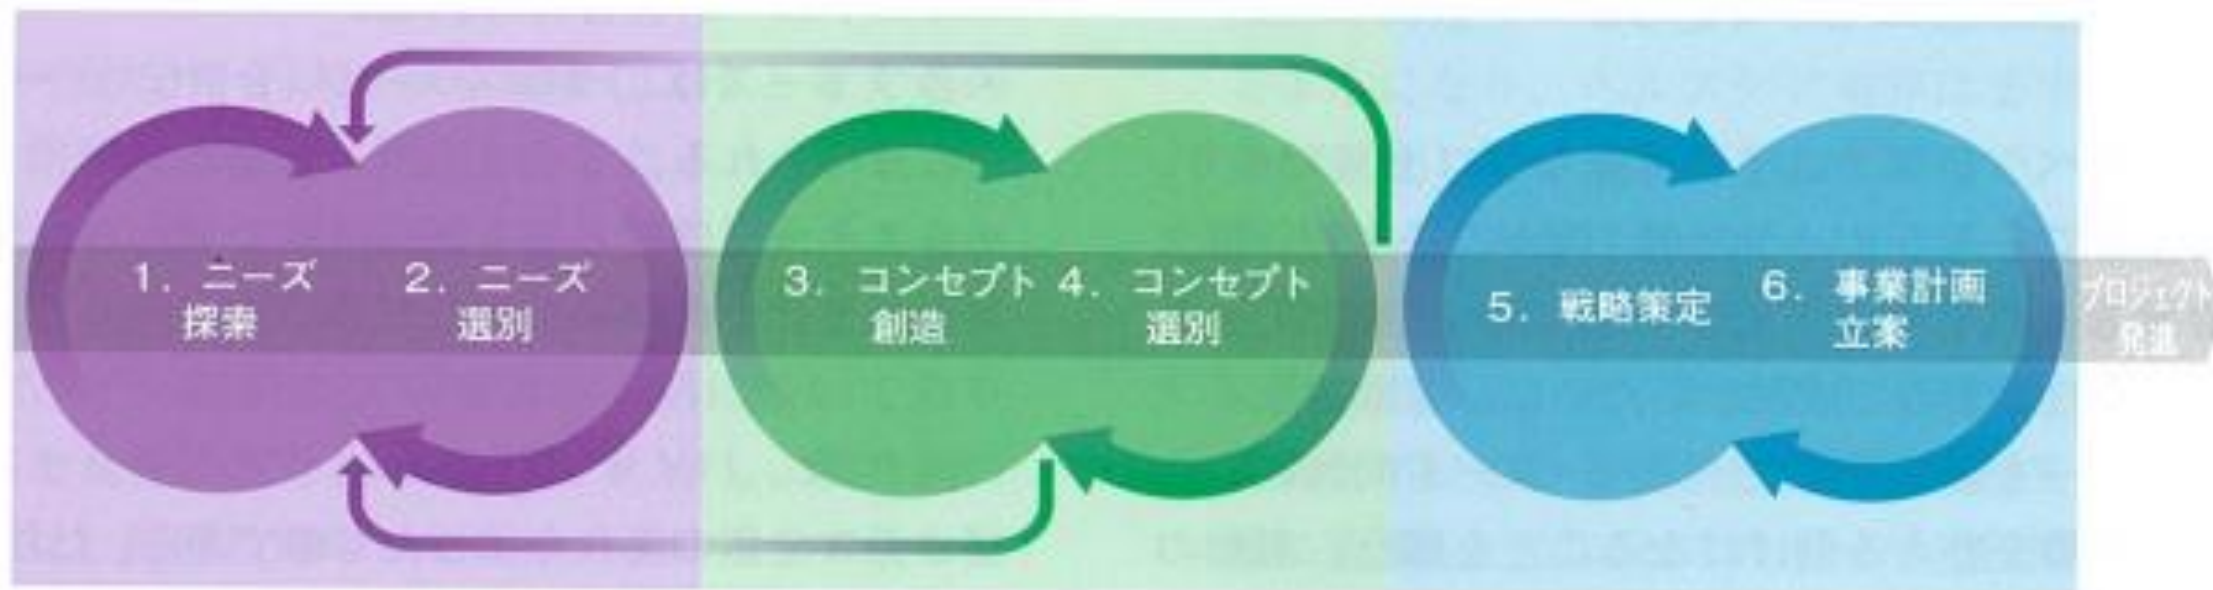 1. ニーズ
探索
2. ニーズ
選別
3. コンセプト
創造
4. コンセプト
選別
5. 戦略策定
6. 事業計画
立案
プロジェクト
発進